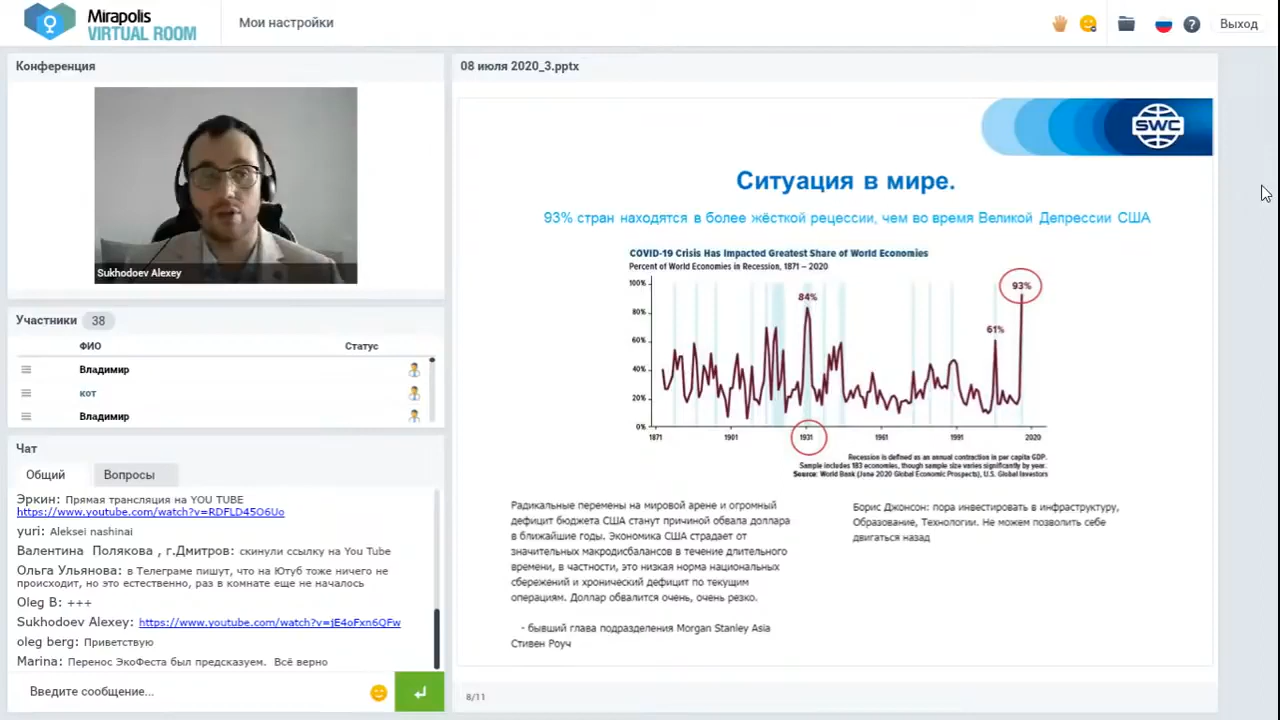 Mirapolis
VIRTUAL ROOM
Мои настройки
Выход
Конференция
Sukhodoev Alexey
Участники 38
ФИО Статус
Владимир
кот
Владимир
Чат
Общий Вопросы
Эркин: Прямая трансляция на YOU TUBE
https://www.youtube.com/watch?v=RDFLD45O6Uo
yuri: Aleksei nashinai
Валентина Полякова , г.Дмитров: скинули ссылку на You Tube
Ольга Ульянова: в Телеграме пишут, что на Ютуб тоже ничего не
происходит, но это естественно, раз в комнате еще не началось
Oleg B: +++
Sukhodoev Alexey: https://www.youtube.com/watch?v=jE4oFxn6QFw
oleg berg: Приветствую
Marina: Перенос ЭкоФеста был предсказуем. Всё верно
Введите сообщение...
08 июля 2020_3.pptx
SWC
Ситуация в мире.
93% стран находятся в более жёсткой рецессии, чем во время Великой Депрессии США
COVID-19 Crisis Has Impacted Greatest Share of World Economies
Percent of World Economies in Recession, 1871 – 2020
100%
80%
60%
40%
20%
0%
84%
61%
93%
1871 1901 1931 1961 1991 2020
Recession is defined as an annual contraction in per capita GDP.
Sample includes 183 economies, though sample size varies significantly by year.
Source: World Bank (June 2020 Global Economic Prospects), U.S. Global Investors
Радикальные перемены на мировой арене и огромный
дефицит бюджета США станут причиной обвала доллара
в ближайшие годы. Экономика США страдает от
значительных макродисбалансов в течение длительного
времени, в частности, это низкая норма национальных
сбережений и хронический дефицит по текущим
операциям. Доллар обвалится очень, очень резко.
- бывший глава подразделения Morgan Stanley Asia
Стивен Роуч
Борис Джонсон: пора инвестировать в инфраструктуру,
Образование, Технологии. Не можем позволить себе
двигаться назад
8/11